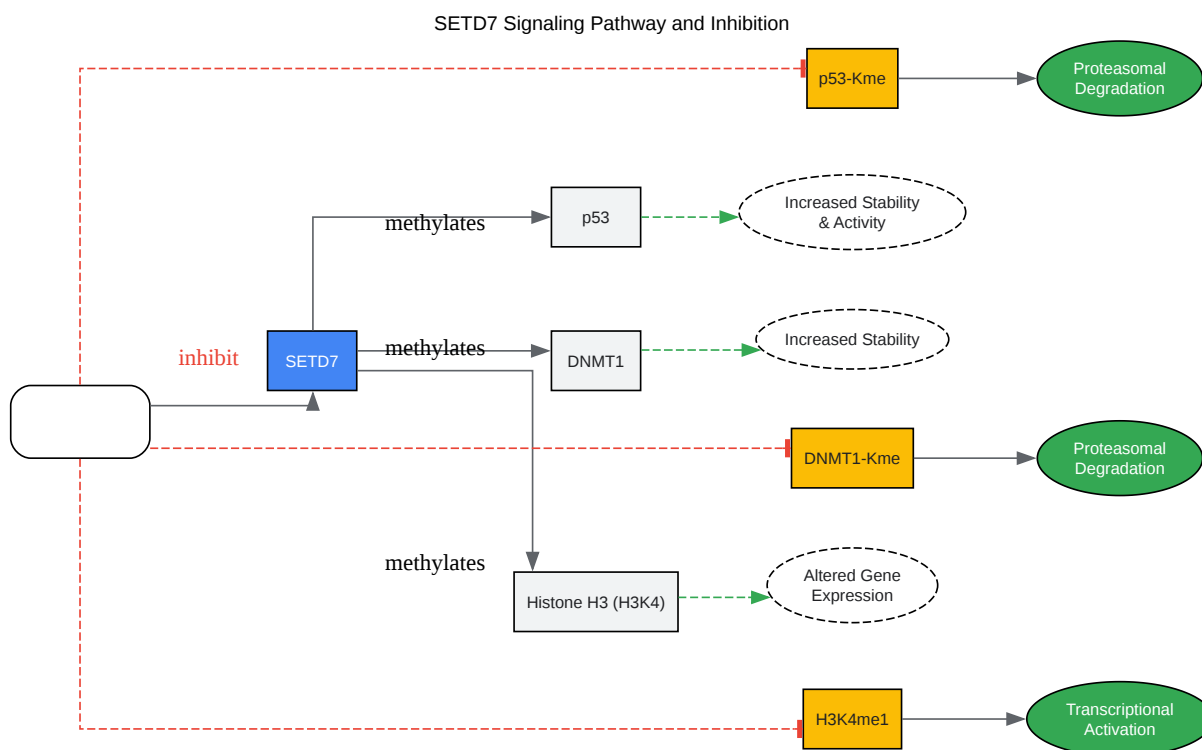 SETD7 Signaling Pathway and Inhibition
p53-Kme
Proteasomal
Degradation
methylates
p53
Increased Stability
& Activity
inhibit
SETD7
methylates
DNMT1
Increased Stability
DNMT1-Kme
Proteasomal
Degradation
methylates
Histone H3 (H3K4)
Altered Gene
Expression
H3K4me1
Transcriptional
Activation